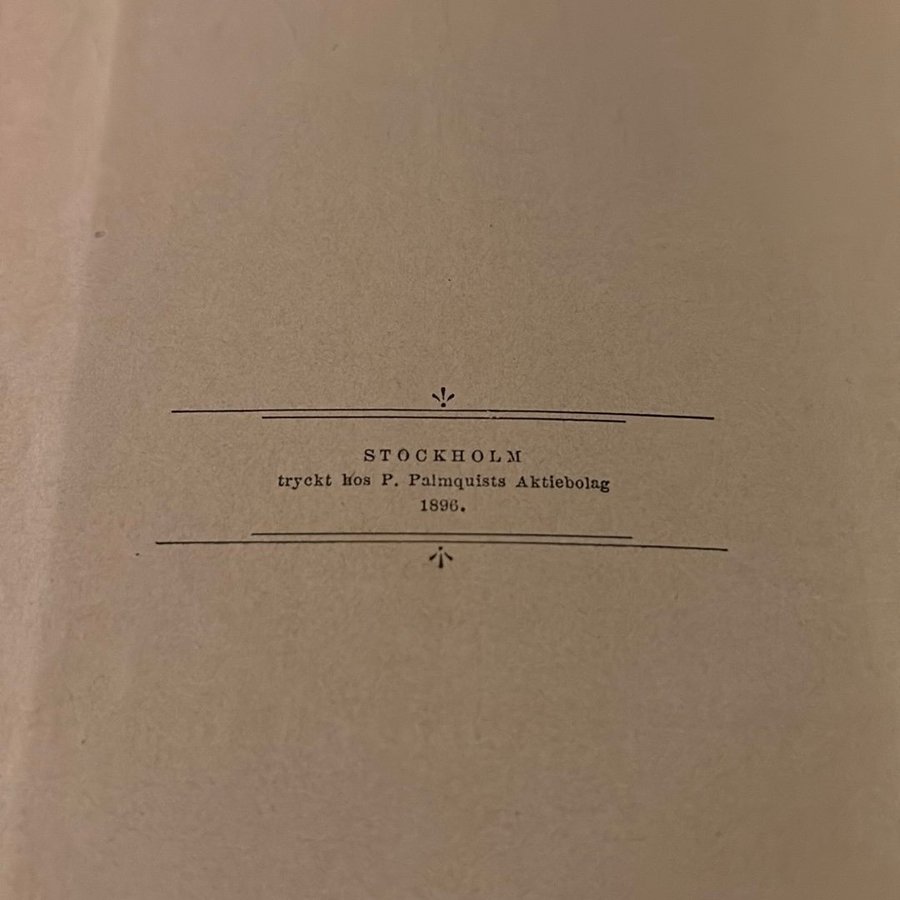 STOCKHOLM
tryckt hos P. Palmquists Aktiebolag
1896.